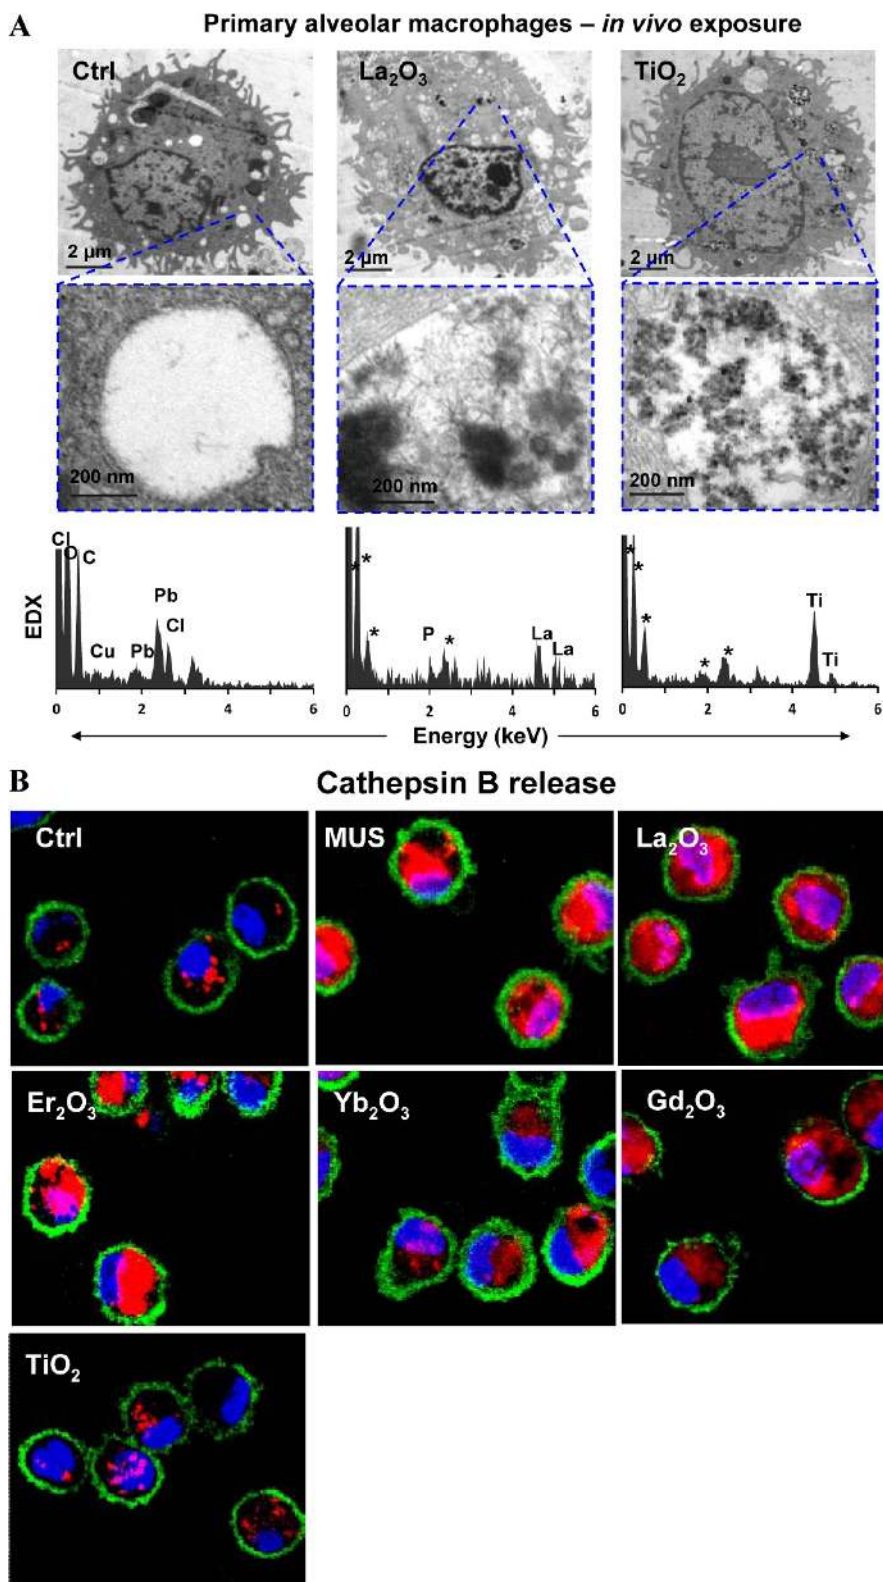 A
Primary alveolar macrophages – in vivo exposure
Ctrl
La₂O₃
TiO₂
2 μm
2 μm
2 μm
200 nm
200 nm
200 nm
EDX
Cl
O
C
Cu
Pb
Pb
Cl
0 2 4 6
*
*
*
P
*
La
La
0 2 4 6
*
*
*
*
*
Ti
Ti
0 2 4 6
Energy (keV)
B
Cathepsin B release
Ctrl
MUS
La₂O₃
Er₂O₃
Yb₂O₃
Gd₂O₃
TiO₂